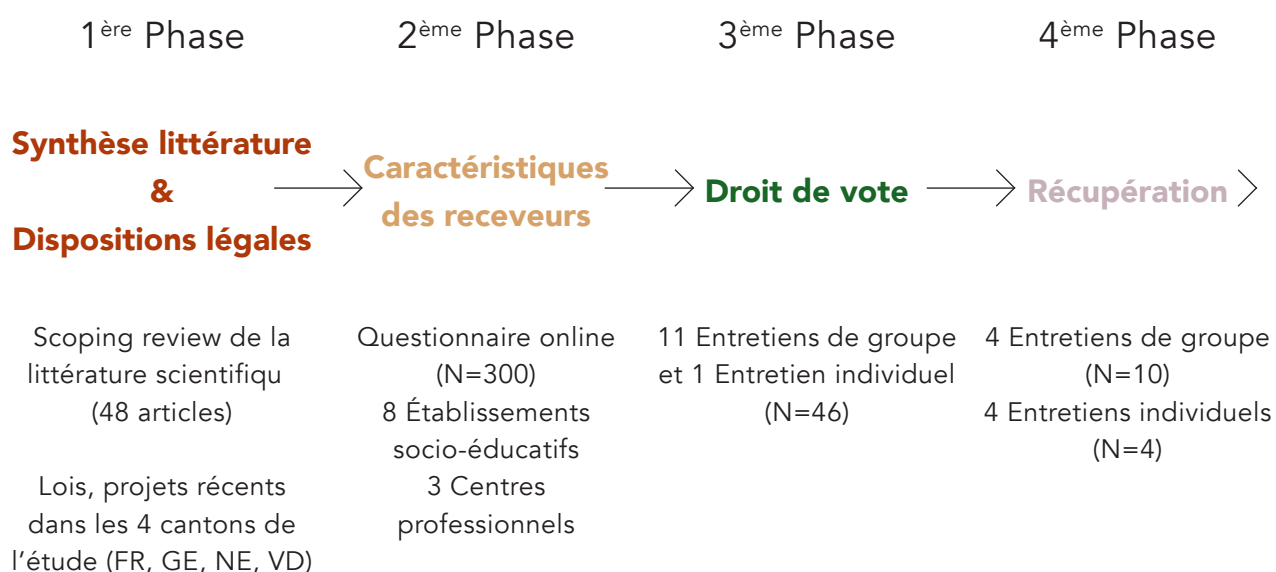 1ère Phase
2ème Phase
3ème Phase
4ème Phase
Synthèse littérature
&
Dispositions légales
Caractéristiques
des receveurs
Droit de vote
Récupération
Scoping review de la
littérature scientifiqu
(48 articles)
Lois, projets récents
dans les 4 cantons de
l'étude (FR, GE, NE, VD)
Questionnaire online
(N=300)
8 Établissements
socio-éducatifs
3 Centres
professionnels
11 Entretiens de groupe
et 1 Entretien individuel
(N=46)
4 Entretiens de groupe
(N=10)
4 Entretiens individuels
(N=4)